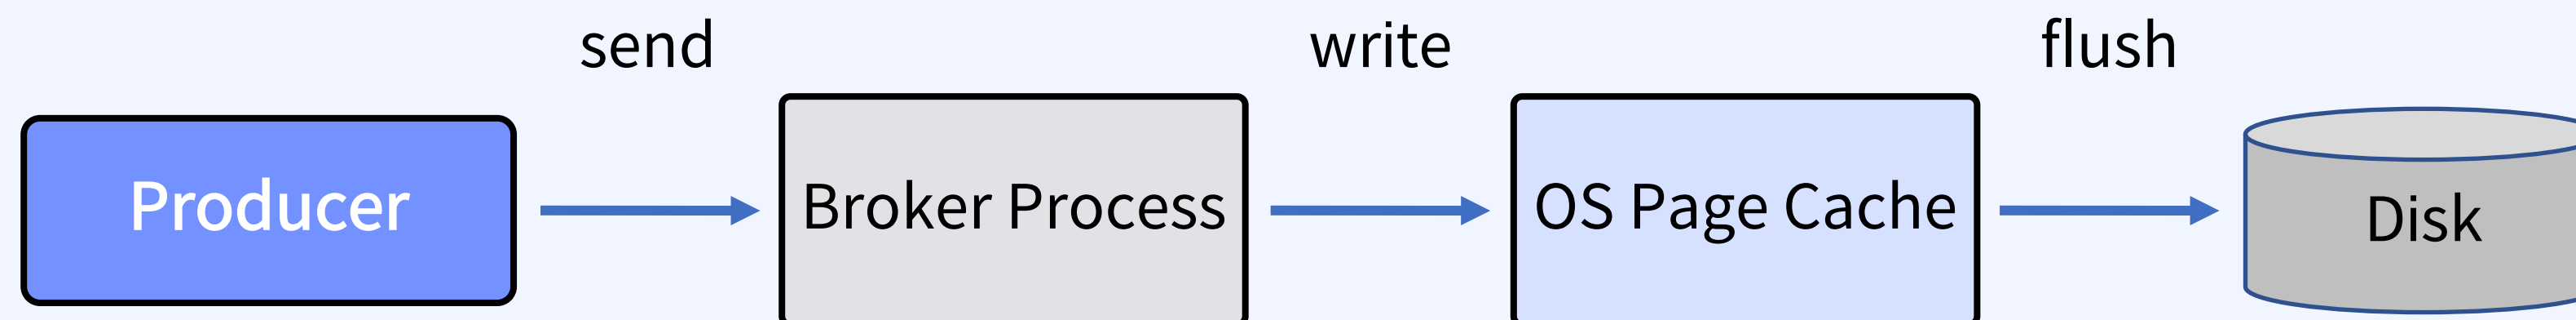 send
write
flush
Producer
Broker Process
OS Page Cache
Disk